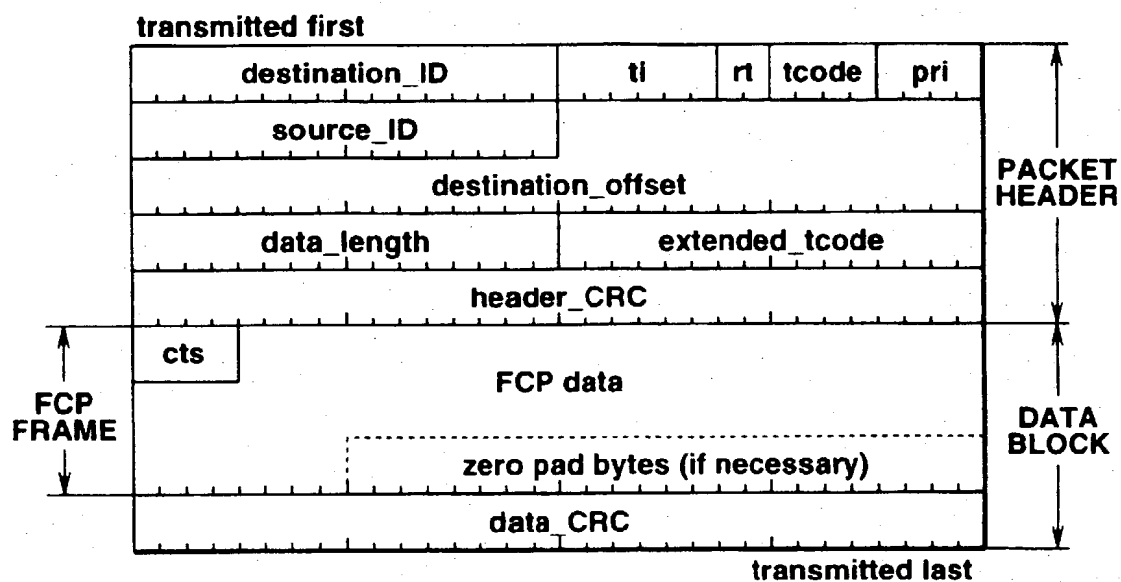 transmitted first
destination_ID tl rt tcode pri
source_ID
destination_offset
PACKET
HEADER
data_length extended_tcode
header_CRC
cts
FCP data
FCP
FRAME
DATA
BLOCK
zero pad bytes (if necessary)
data_CRC
transmitted last